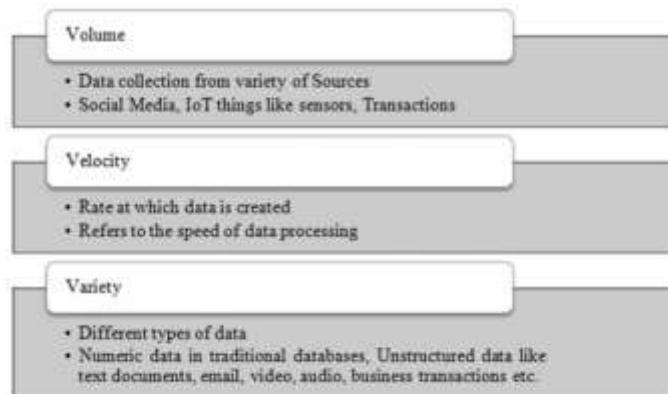 Volume
• Data collection from variety of Sources
• Social Media, IoT things like sensors, Transactions
Velocity
• Rate at which data is created
• Refers to the speed of data processing
Variety
• Different types of data
• Numeric data in traditional databases, Unstructured data like
text documents, email, video, audio, business transactions etc.